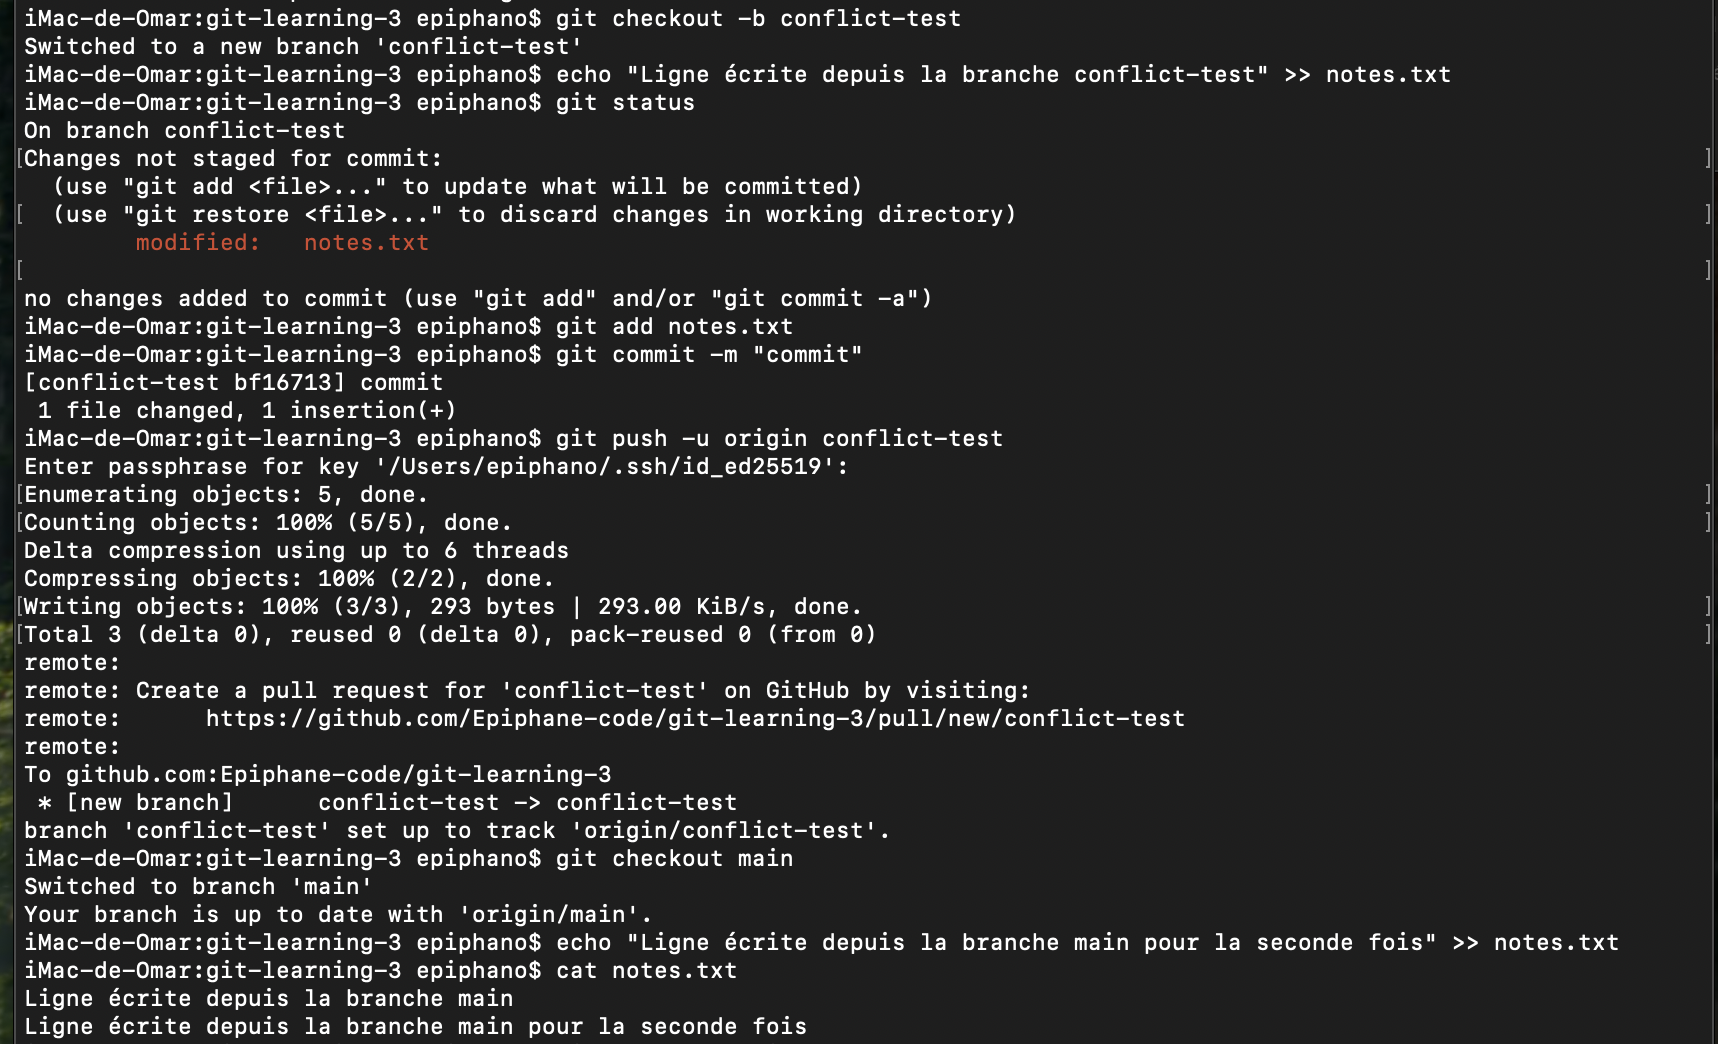 iMac-de-Omar:git-learning-3 epiphano$ git checkout -b conflict-test
Switched to a new branch 'conflict-test'
iMac-de-Omar:git-learning-3 epiphano$ echo "Ligne écrite depuis la branche conflict-test" >> notes.txt
iMac-de-Omar:git-learning-3 epiphano$ git status
On branch conflict-test
[Changes not staged for commit: ]
  (use "git add <file>..." to update what will be committed)
[  (use "git restore <file>..." to discard changes in working directory) ]
        modified:   notes.txt
[ ]
no changes added to commit (use "git add" and/or "git commit -a")
iMac-de-Omar:git-learning-3 epiphano$ git add notes.txt
iMac-de-Omar:git-learning-3 epiphano$ git commit -m "commit"
[conflict-test bf16713] commit
 1 file changed, 1 insertion(+)
iMac-de-Omar:git-learning-3 epiphano$ git push -u origin conflict-test
Enter passphrase for key '/Users/epiphano/.ssh/id_ed25519':
[Enumerating objects: 5, done. ]
[Counting objects: 100% (5/5), done. ]
Delta compression using up to 6 threads
Compressing objects: 100% (2/2), done.
[Writing objects: 100% (3/3), 293 bytes | 293.00 KiB/s, done. ]
[Total 3 (delta 0), reused 0 (delta 0), pack-reused 0 (from 0) ]
remote:
remote: Create a pull request for 'conflict-test' on GitHub by visiting:
remote:      https://github.com/Epiphane-code/git-learning-3/pull/new/conflict-test
remote:
To github.com:Epiphane-code/git-learning-3
 * [new branch]      conflict-test -> conflict-test
branch 'conflict-test' set up to track 'origin/conflict-test'.
iMac-de-Omar:git-learning-3 epiphano$ git checkout main
Switched to branch 'main'
Your branch is up to date with 'origin/main'.
iMac-de-Omar:git-learning-3 epiphano$ echo "Ligne écrite depuis la branche main pour la seconde fois" >> notes.txt
iMac-de-Omar:git-learning-3 epiphano$ cat notes.txt
Ligne écrite depuis la branche main
Ligne écrite depuis la branche main pour la seconde fois